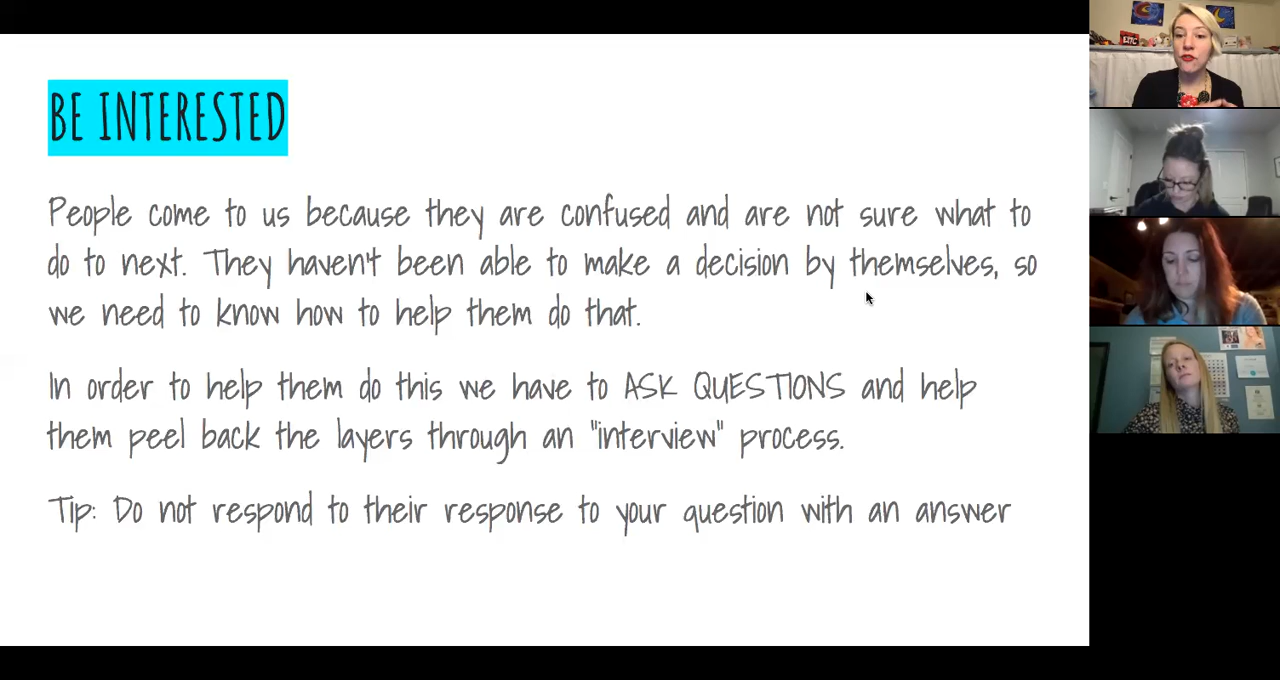 BE INTERESTED
People come to us because they are confused and are not sure what to
do to next. They haven't been able to make a decision by themselves, so
we need to know how to help them do that.
In order to help them do this we have to ASK QUESTIONS and help
them peel back the layers through an "interview" process.
Tip: Do not respond to their response to your question with an answer